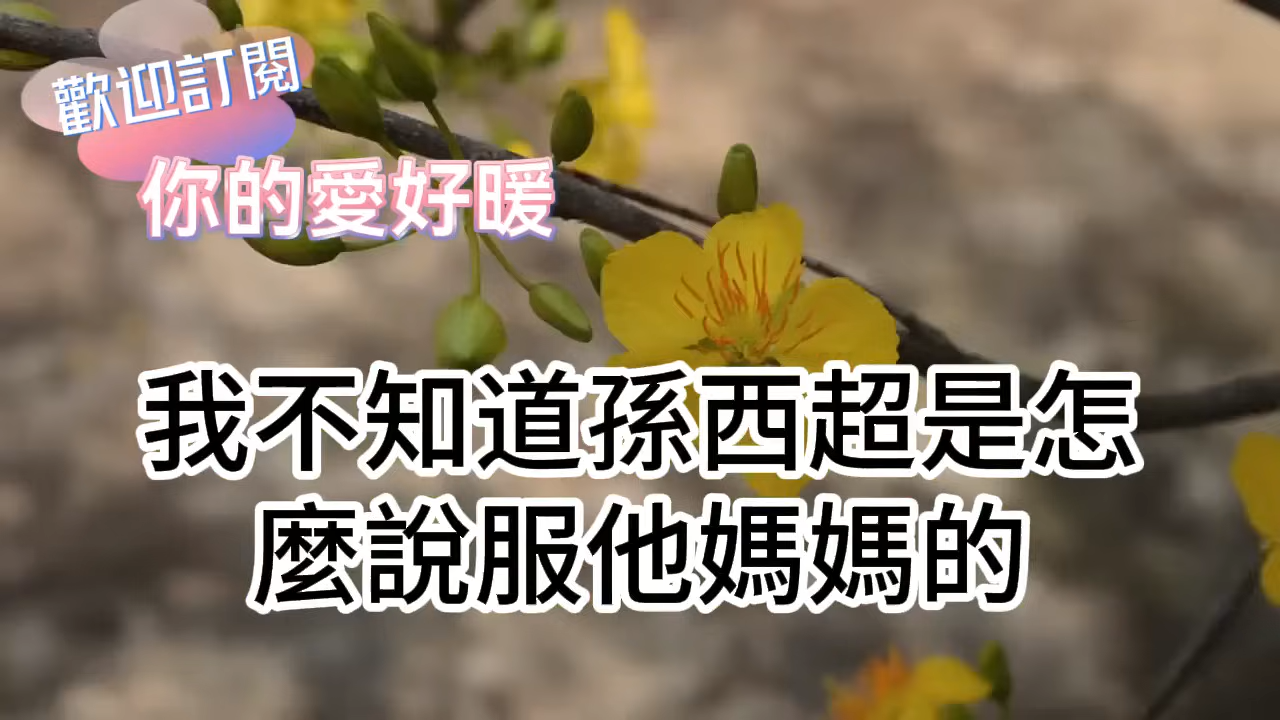 歡迎訂閱
你的愛好暖
我不知道孫西超是怎
麼說服他媽媽的